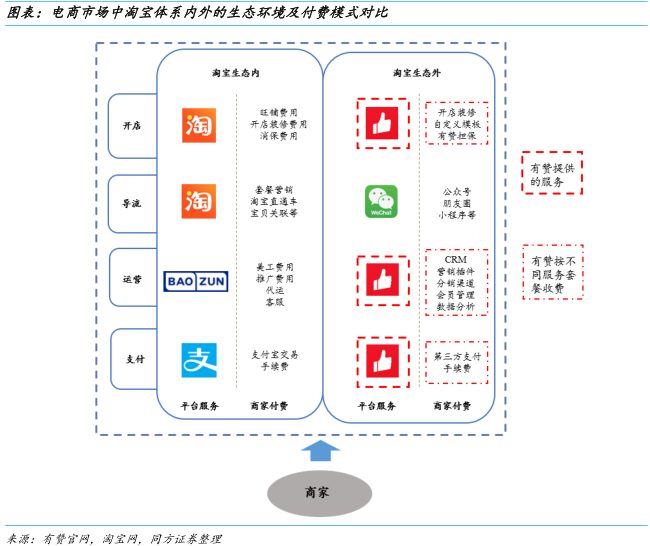 图表：电商市场中淘宝体系内外的生态环境及付费模式对比
淘宝生态内
淘宝生态外
开店
淘
旺铺费用
开店装修费用
消保费用
开店装修
自定义模板
有赞担保
有赞提供
的服务
导流
淘
套餐营销
淘宝直通车
宝贝关联等
WeChat
公众号
朋友圈
小程序等
运营
BAOZUN
美工费用
推广费用
代运
客服
CRM
营销插件
分销渠道
会员管理
数据分析
有赞按不
同服务套
餐收费
支付
支
支付宝交易
手续费
第三方支付
手续费
平台服务
商家付费
平台服务
商家付费
商家
来源：有赞官网，淘宝网，同方证券整理